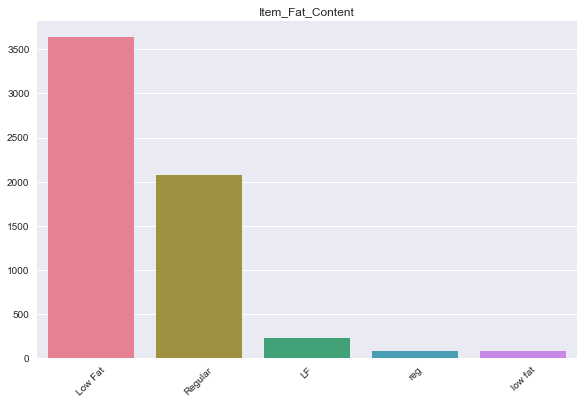 Item_Fat_Content
3500
3000
2500
2000
1500
1000
500
0
Low Fat
Regular
LF
reg
low fat